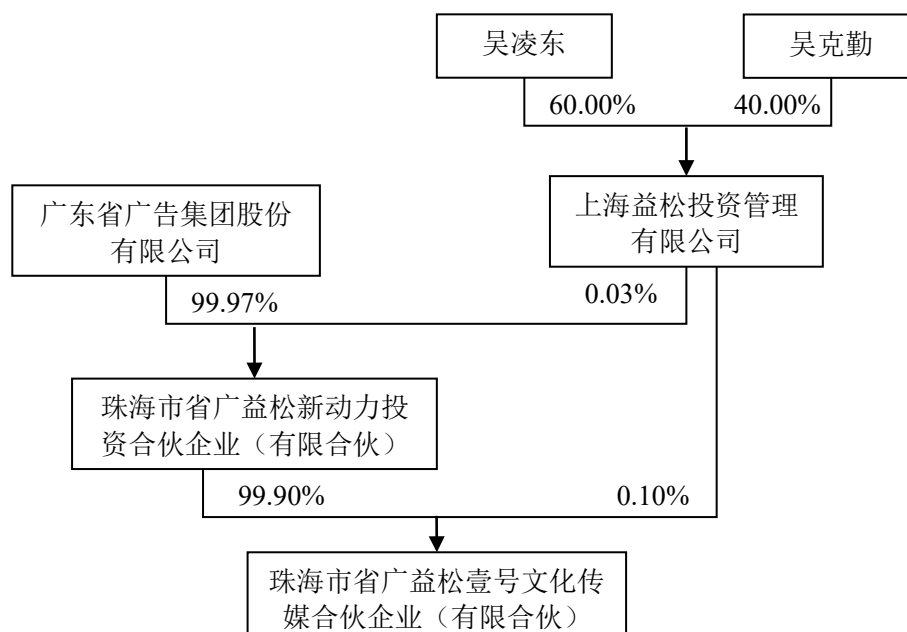 吴凌东
吴克勤
60.00%
40.00%
广东省广告集团股份
有限公司
上海益松投资管理
有限公司
99.97%
0.03%
珠海市省广益松新动力投
资合伙企业（有限合伙）
99.90%
0.10%
珠海市省广益松壹号文化传
媒合伙企业（有限合伙）